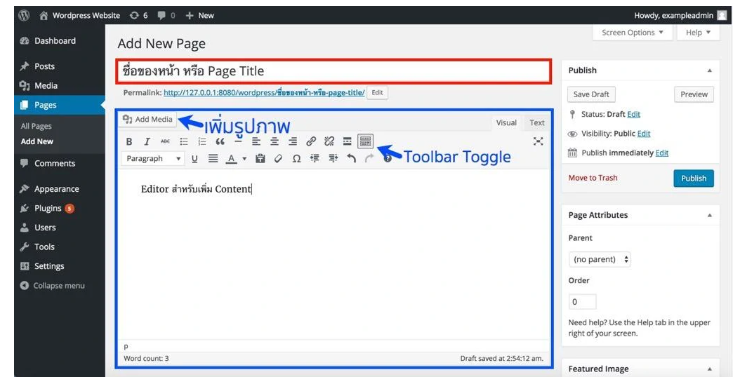 Wordpress Website 6 0 + New Howdy, exampleadmin
Screen Options Help
Dashboard
Posts
Media
Pages
All Pages
Add New
Comments
Appearance
Plugins
Users
Tools
Settings
Collapse menu
Add New Page
ชื่อของหน้า หรือ Page Title
Permalink: http://127.0.0.1:8080/wordpress/ชื่อของหน้า-หรือ-page-title/ Edit
Add Media เพิ่มรูปภาพ Visual Text
Toolbar Toggle
Paragraph
Editor สำหรับเพิ่ม Content
p
Word count: 3 Draft saved at 2:54:12 am.
Publish
Save Draft Preview
Status: Draft Edit
Visibility: Public Edit
Publish immediately Edit
Move to Trash Publish
Page Attributes
Parent
(no parent)
Order
0
Need help? Use the Help tab in the upper
right of your screen.
Featured Image